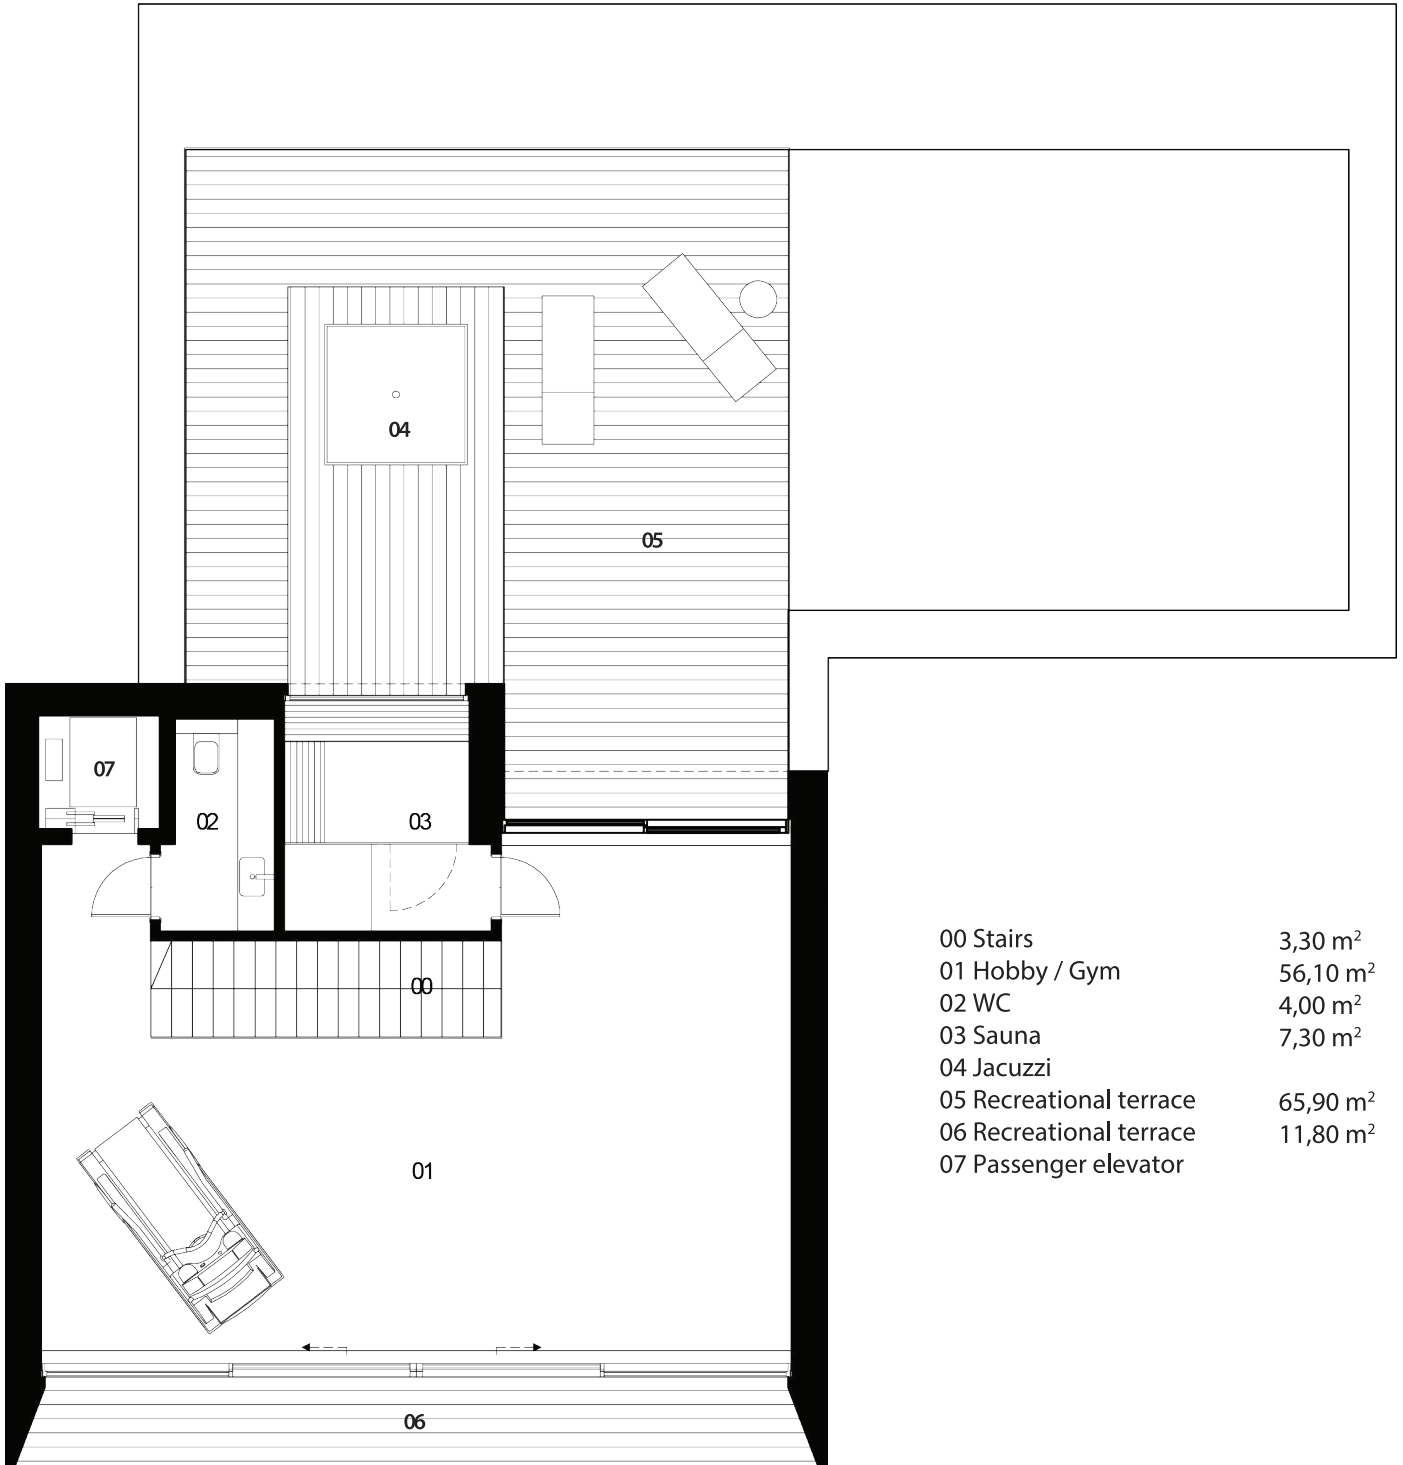 04
05
07
02
03
00
01
06
00 Stairs 3,30 m²
01 Hobby / Gym 56,10 m²
02 WC 4,00 m²
03 Sauna 7,30 m²
04 Jacuzzi
05 Recreational terrace 65,90 m²
06 Recreational terrace 11,80 m²
07 Passenger elevator